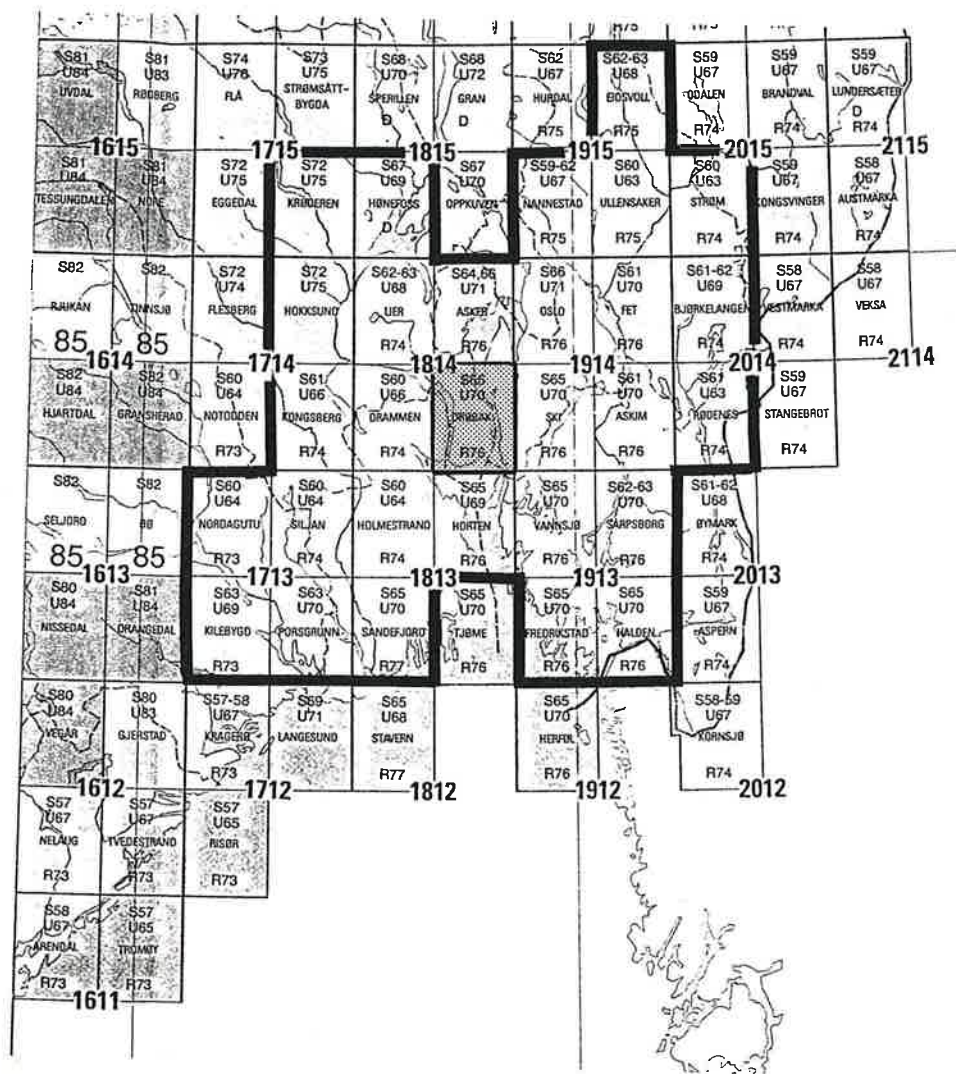 R75
S81 S81 S74 S73 S68 S68 S62 S62-63 S59 S59 S59
U84 U83 U76 U75 U70 U72 U67 U68 U67 U67 U67
UVDAL RØDBERG FLÅ STRØMSÅTT-BYGDA SPERILLEN GRAN HURDAL EIDSVOLL ODALEN BRANDVAL LUNDERSÆTER
D D D
R75 R75 R74 R74 R74
1615 1715 1815 1915 2015 2115
S81 S81 S72 S72 S67 S67 S59-62 S60 S60 S59 S58
U84 U84 U75 U75 U69 U70 U67 U63 U63 U67 U67
TESSUNGDALEN NORE EGGEDAL KRØDEREN HØNEFOSS OPPKUVEN NANNESTAD ULLENSAKER STRØM KONGSVINGER AUSTMARKA
D
R75 R75 R74 R74 R74
S82 S82 S72 S72 S62-63 S64,66 S66 S61 S61-62 S58 S58
U74 U75 U68 U71 U71 U70 U69 U67 U67
RJUKAN TINNSJØ FLESBERG HOKKSUND LIER ASKER OSLO FET BJØRKELANGEN VESTMARKA VEKSA
85 85 R74 R76 R76 R76 R74 R74 R74
1614 1714 1814 1914 2014 2114
S82 S82 S60 S61 S60 S65 S65 S61 S61 S59
U84 U84 U64 U66 U66 U70 U70 U70 U63 U67
HJARTDAL GRANSHERAD NOTODDEN KONGSBERG DRAMMEN DRØBAK SKI ASKIM RØDENES STANGEBROT
R73 R74 R74 R76 R76 R76 R74 R74
S82 S82 S60 S60 S60 S65 S65 S62-63 S61-62
U64 U64 U64 U69 U70 U70 U68
SELJORD BØ NORDAGUTU SILJAN HOLMESTRAND HORTEN VANNSJØ SARPSBORG ØYMARK
85 85 R73 R74 R74 R76 R76 R76 R74
1613 1713 1813 1913 2013
S80 S81 S63 S63 S65 S65 S65 S65 S59
U84 U84 U69 U70 U70 U70 U70 U70 U67
NISSEDAL DRANGEDAL KILEBYGD PORSGRUNN SANDEFJORD TJØME FREDRIKSTAD HALDEN ASPERN
R73 R77 R76 R76 R76 R74
S80 S80 S57-58 S69 S65 S65 S58-59
U84 U83 U67 U71 U68 U70 U67
VEGÅR GJERSTAD KRAGERØ LANGESUND STAVERN HERFØL KORNSJØ
R73 R77 R76 R74
1612 1712 1812 1912 2012
S57 S57 S57
U67 U67 U65
NELAUG TVEDESTRAND RISØR
R73 R73 R73
S58 S57
U67 U65
ARENDAL TROMØY
R73 R73
1611